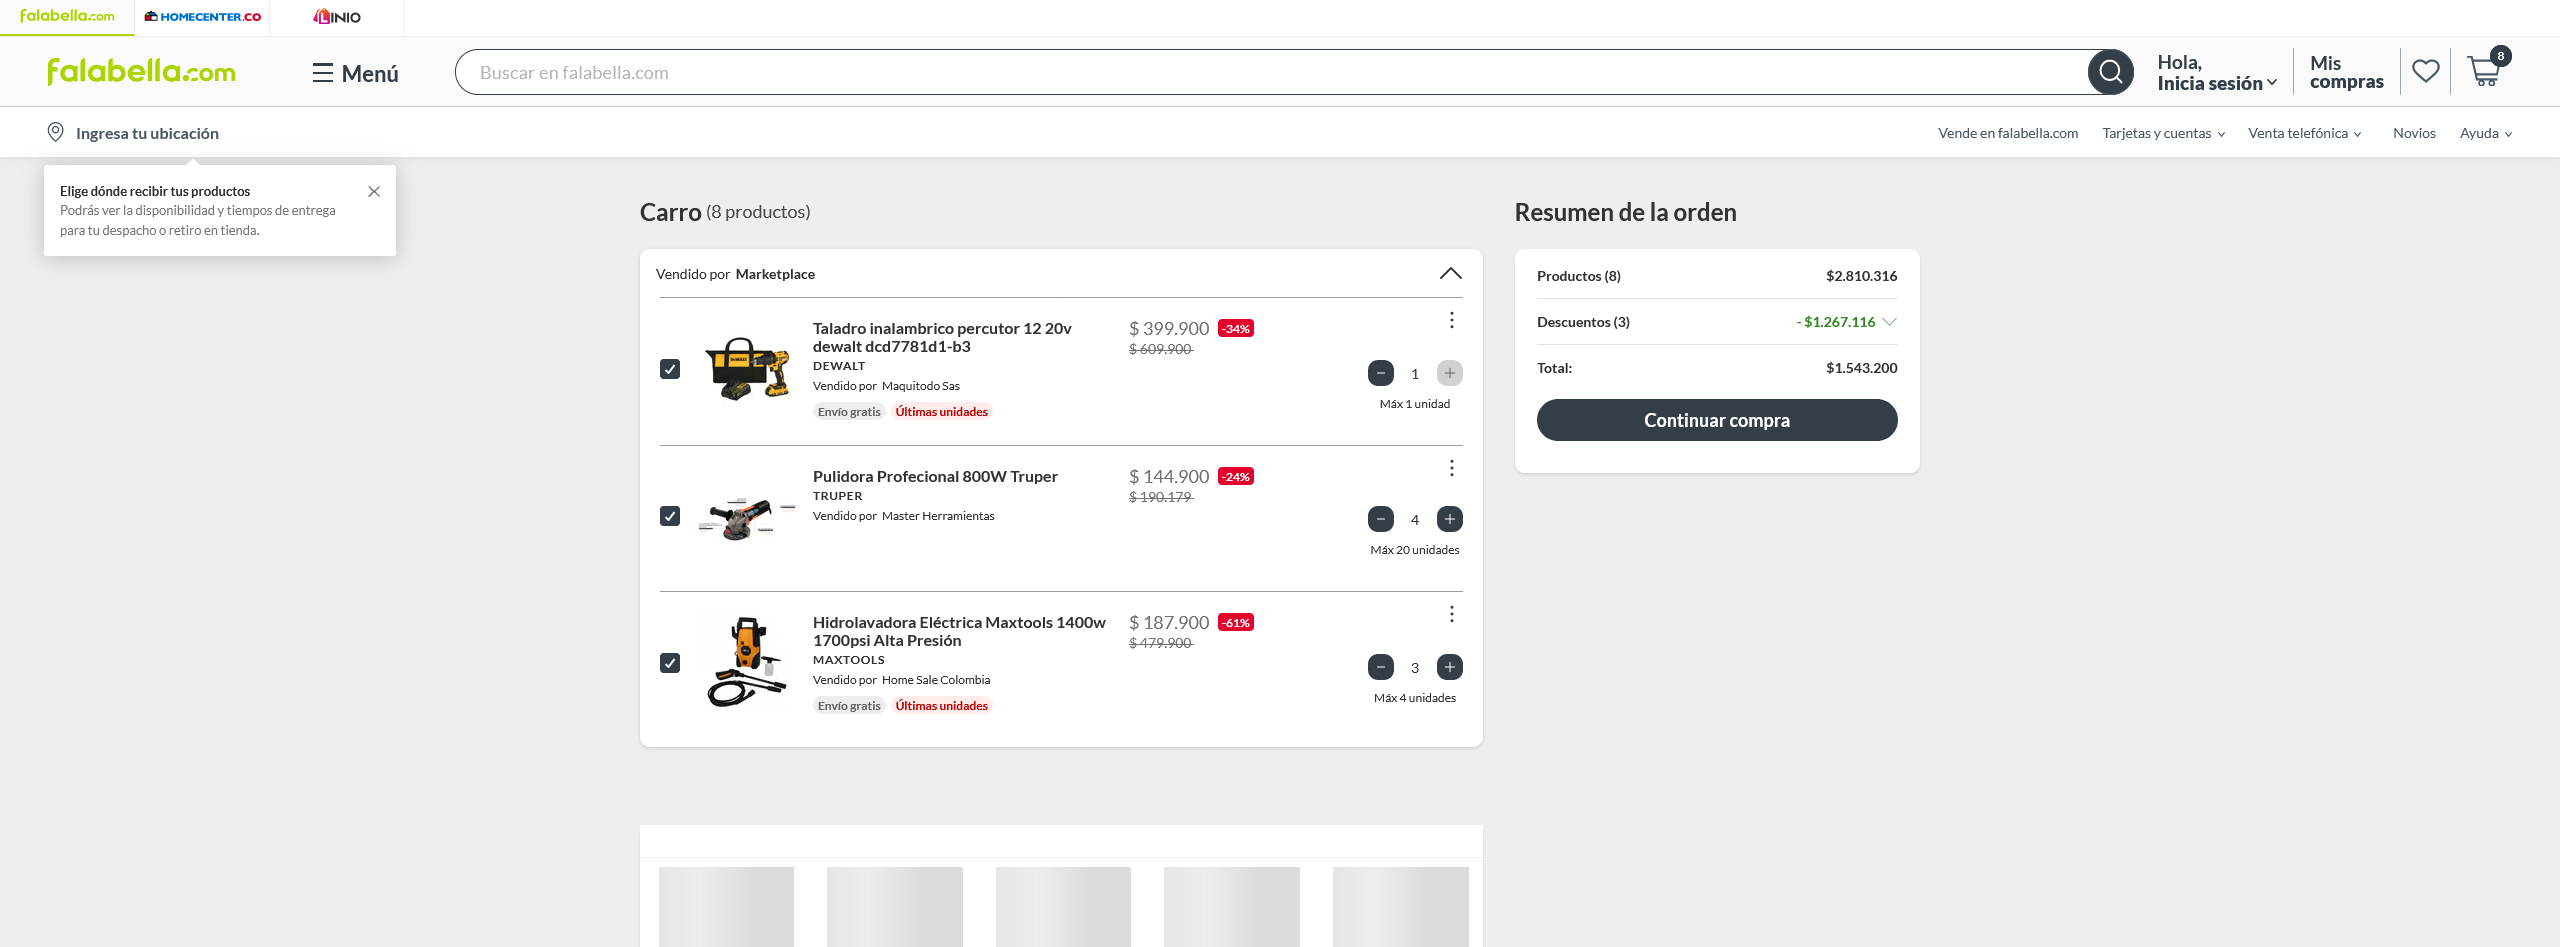 falabella.com
HOMECENTER.CO
LINIO
falabella.com
Menú
Buscar en falabella.com
Hola,
Inicia sesión
Mis
compras
8
Ingresa tu ubicación
Vende en falabella.com
Tarjetas y cuentas
Venta telefónica
Novios
Ayuda
Elige dónde recibir tus productos
Podrás ver la disponibilidad y tiempos de entrega
para tu despacho o retiro en tienda.
Carro (8 productos)
Vendido por Marketplace
Taladro inalambrico percutor 12 20v
dewalt dcd7781d1-b3
DEWALT
Vendido por Maquitodo Sas
Envío gratis
Últimas unidades
$ 399.900 -34%
$ 609.900
1
Máx 1 unidad
Pulidora Profecional 800W Truper
TRUPER
Vendido por Master Herramientas
$ 144.900 -24%
$ 190.179
4
Máx 20 unidades
Hidrolavadora Eléctrica Maxtools 1400w
1700psi Alta Presión
MAXTOOLS
Vendido por Home Sale Colombia
Envío gratis
Últimas unidades
$ 187.900 -61%
$ 479.900
3
Máx 4 unidades
Resumen de la orden
Productos (8) $2.810.316
Descuentos (3) - $1.267.116
Total: $1.543.200
Continuar compra